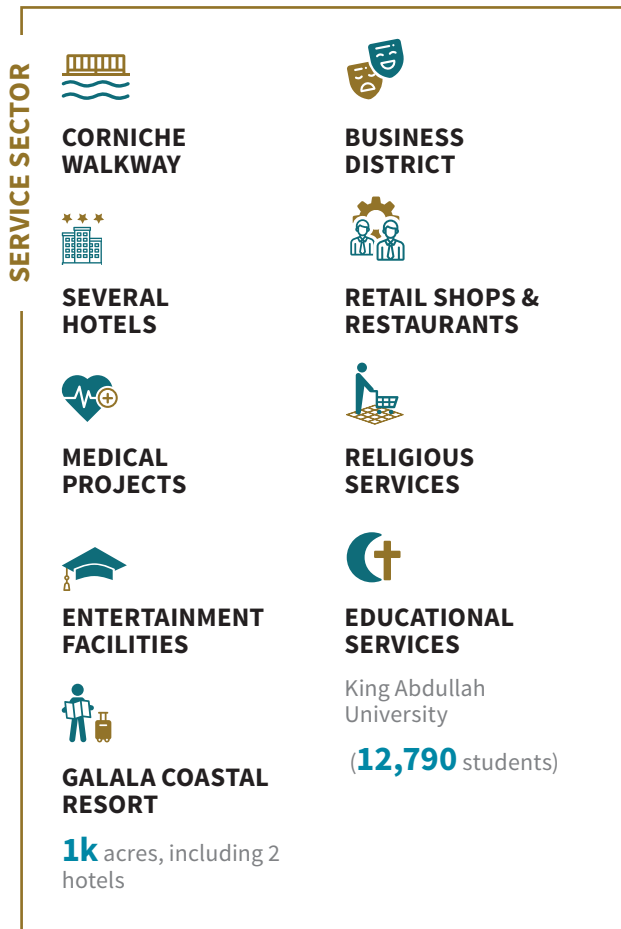 SERVICE SECTOR
CORNICHE
WALKWAY
BUSINESS
DISTRICT
SEVERAL
HOTELS
RETAIL SHOPS &
RESTAURANTS
MEDICAL
PROJECTS
RELIGIOUS
SERVICES
ENTERTAINMENT
FACILITIES
EDUCATIONAL
SERVICES
King Abdullah
University
(12,790 students)
GALALA COASTAL
RESORT
1k acres, including 2
hotels